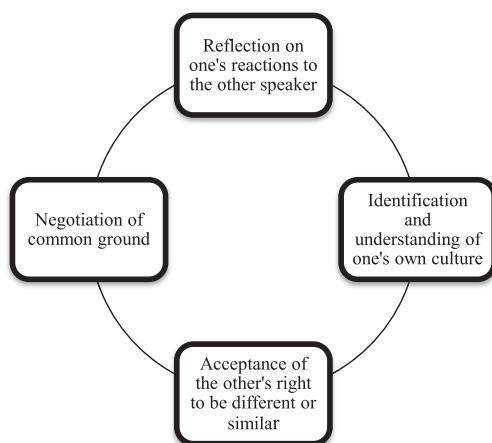 Reflection on
one's reactions to
the other speaker
Identification
and
understanding of
one's own culture
Acceptance of
the other's right
to be different or
similar
Negotiation of
common ground